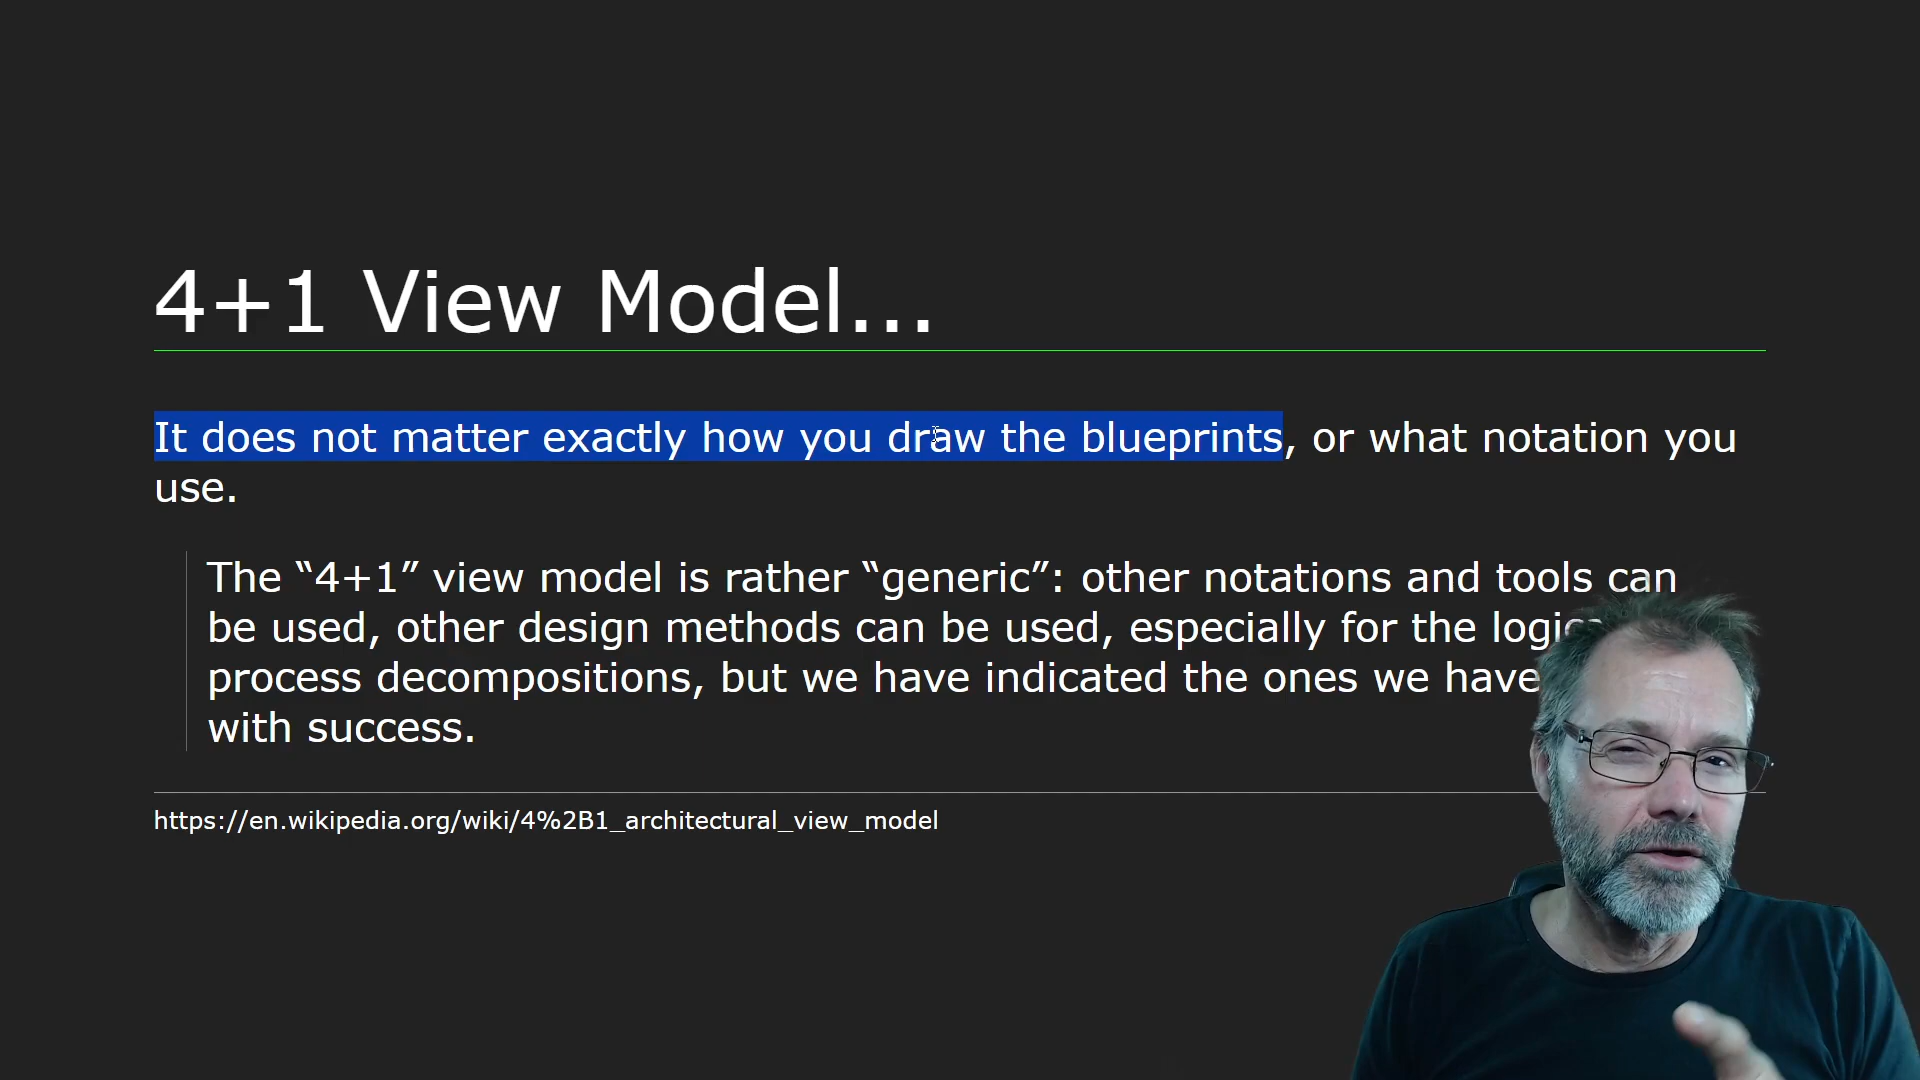 4+1 View Model...
It does not matter exactly how you draw the blueprints, or what notation you
use.
The “4+1” view model is rather “generic”: other notations and tools can
be used, other design methods can be used, especially for the
process decompositions, but we have indicated the ones we have
with success.
https://en.wikipedia.org/wiki/4%2B1_architectural_view_model